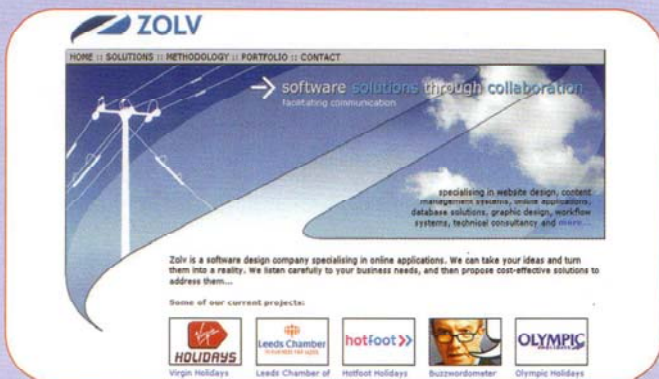 ZOLV
HOME :: SOLUTIONS :: METHODOLOGY :: PORTFOLIO :: CONTACT
software solutions through collaboration
facilitating communication
specialising in website design, content
management systems, online applications,
database solutions, graphic design, workflow
systems, technical consultancy and more...
Zolv is a software design company specialising in online applications. We can take your ideas and turn
them into a reality. We listen carefully to your business needs, and then propose cost-effective solutions to
address them...
Some of our current projects:
Virgin
HOLIDAYS
Leeds Chamber
hotfoot
OLYMPIC
HOLIDAYS
Virgin Holidays
Leeds Chamber of
Hotfoot Holidays
Buzzwordometer
Olympic Holidays